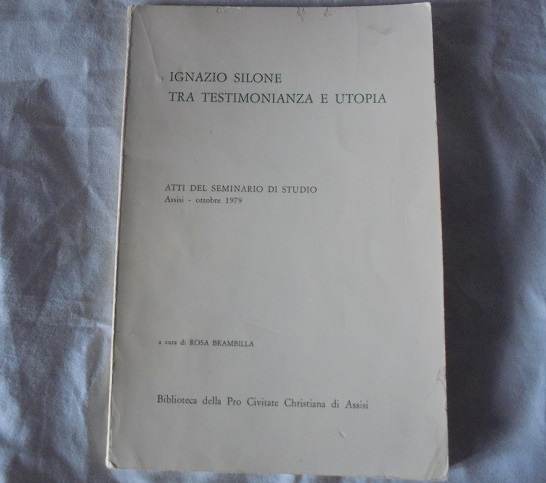 IGNAZIO SILONE
TRA TESTIMONIANZA E UTOPIA
ATTI DEL SEMINARIO DI STUDIO
Assisi - ottobre 1979
a cura di ROSA BRAMBILLA
Biblioteca della Pro Civitate Christiana di Assisi